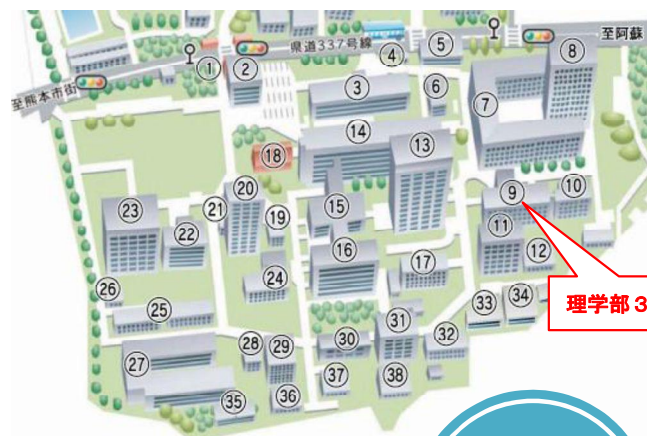 県道337号線
至阿蘇
至熊本市街
① ② ③ ④ ⑤ ⑥ ⑦ ⑧
⑱ ⑭ ⑬ ⑨ ⑩
㉓ ㉒ ㉑ ⑳ ⑲ ⑮ ⑯ ⑰ ⑪ ⑫
㉖ ㉕ ㉔ ㉝ ㉞
㉗ ㉘ ㉙ ㉚ ㉛ ㉜
㉟ ㊱ ㊲ ㊳
理学部3